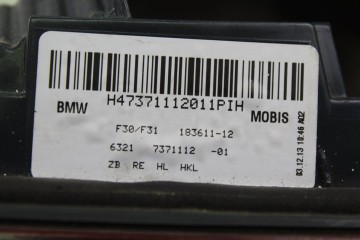 H47371112011PIH
BMW MOBIS
F30/F31 183611-12
6321 7371112 -01
ZB RE HL HKL
03.12.13 10:46 A02